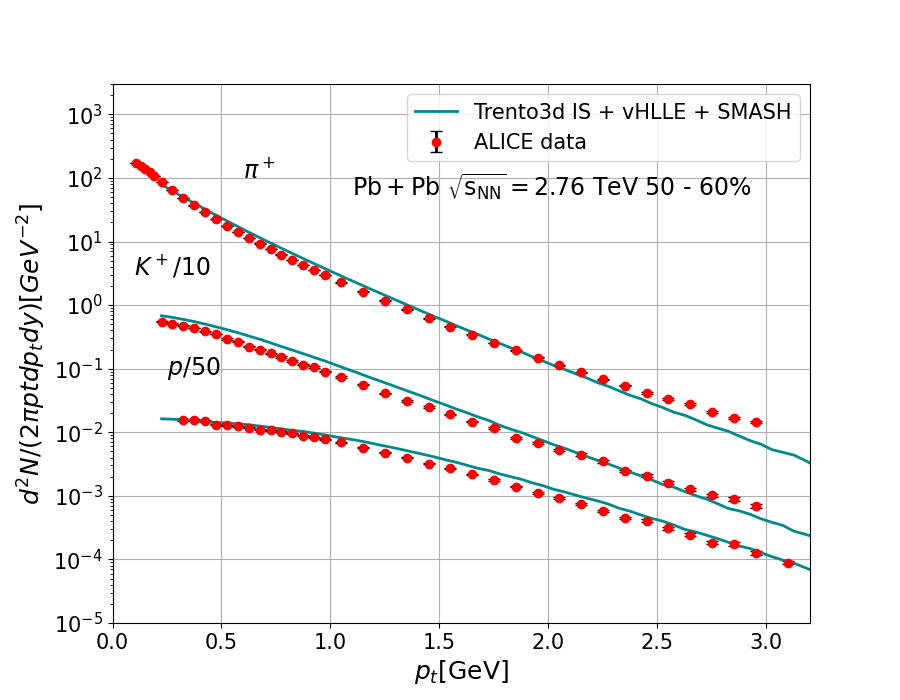 Trento3d IS + vHLLE + SMASH
ALICE data
π⁺
Pb + Pb √s_NN = 2.76 TeV 50 - 60%
K⁺/10
p/50
d²N/(2πptdp_tdy)[GeV⁻²]
10³
10²
10¹
10⁰
10⁻¹
10⁻²
10⁻³
10⁻⁴
10⁻⁵
0.0 0.5 1.0 1.5 2.0 2.5 3.0
p_t[GeV]